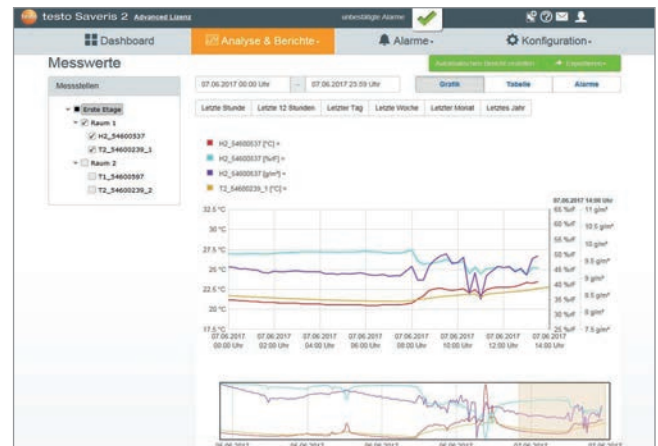 testo Saveris 2 Advanced Lizenz unbestätigte Alarme
Dashboard Analyse & Berichte Alarme Konfiguration
Messwerte
Automatischen Bericht erstellen Exportieren
Messstellen
07.06.2017 00:00 Uhr - 07.06.2017 23:59 Uhr Grafik Tabelle Alarme
Letzte Stunde Letzte 12 Stunden Letzter Tag Letzte Woche Letzter Monat Letztes Jahr
Erste Etage
Raum 1
H2_54600537
T2_54600239_1
Raum 2
T1_54600597
T2_54600239_2
H2_54600537 [°C]
H2_54600537 [%rF]
H2_54600537 [g/m³]
T2_54600239_1 [°C]
07.06.2017 14:00 Uhr
32.5 °C 65 %rF 11 g/m³
30 °C 60 %rF 10.5 g/m³
27.5 °C 55 %rF 10 g/m³
25 °C 50 %rF 9.5 g/m³
22.5 °C 45 %rF 9 g/m³
20 °C 40 %rF 8.5 g/m³
17.5 °C 35 %rF 8 g/m³
30 %rF 7.5 g/m³
25 %rF
07.06.2017 07.06.2017 07.06.2017 07.06.2017 07.06.2017 07.06.2017 07.06.2017 07.06.2017
00:00 Uhr 02:00 Uhr 04:00 Uhr 06:00 Uhr 08:00 Uhr 10:00 Uhr 12:00 Uhr 14:00 Uhr